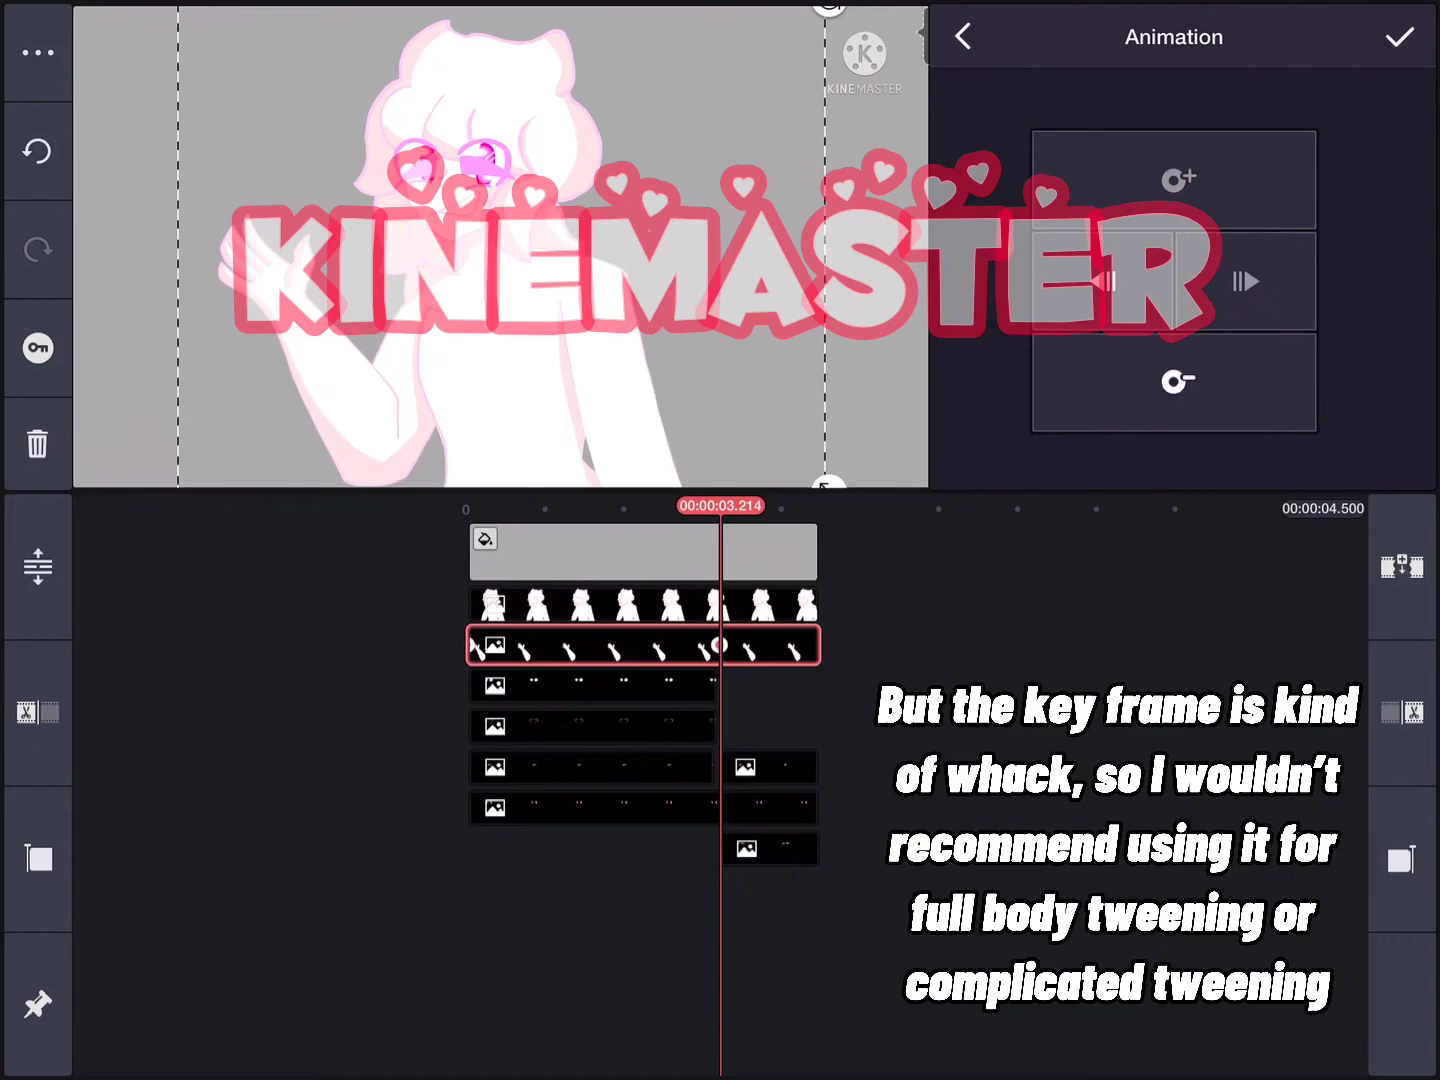 Animation
KINEMASTER
KINEMASTER
00:00:03.214
0
00:00:04.500
But the key frame is kind
of whack, so I wouldn't
recommend using it for
full body tweening or
complicated tweening